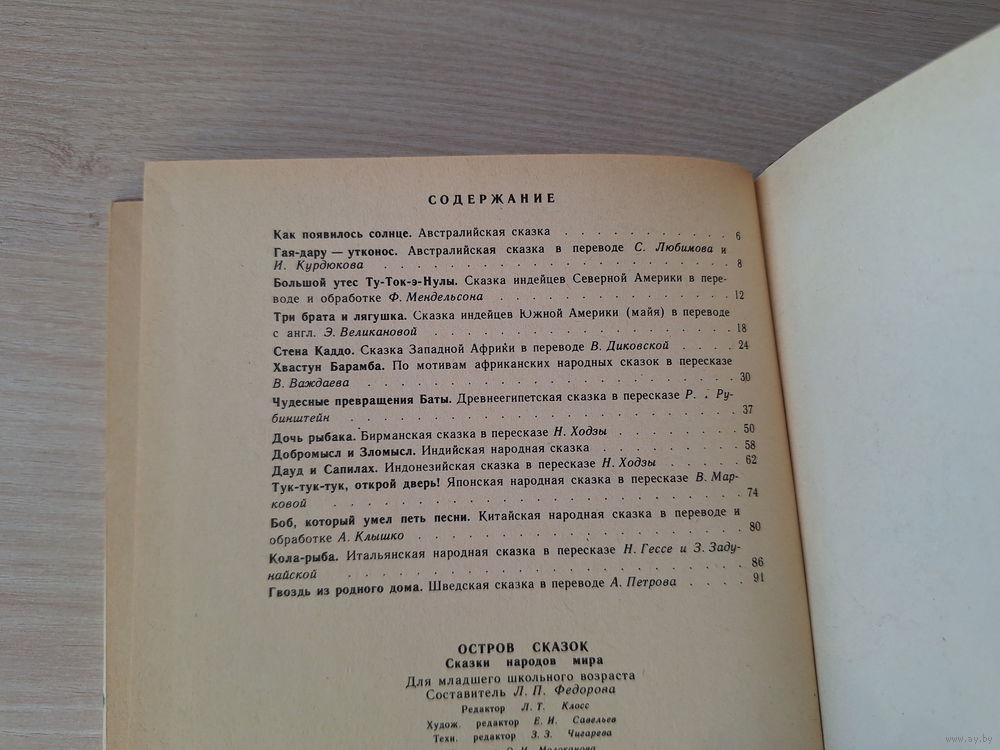 СОДЕРЖАНИЕ
Как появилось солнце. Австралийская сказка . . . . . . . . . . 6
Гая-дару — утконос. Австралийская сказка в переводе С. Любимова и
И. Курдюкова . . . . . . . . . . . . . . . . . . . . 8
Большой утес Ту-Ток-э-Нулы. Сказка индейцев Северной Америки в пере-
воде и обработке Ф. Мендельсона . . . . . . . . . . . . . 12
Три брата и лягушка. Сказка индейцев Южной Америки (майя) в переводе
с англ. Э. Великановой . . . . . . . . . . . . . . . . . 18
Стена Каддо. Сказка Западной Африки в переводе В. Диковской . . . . 24
Хвастун Барамба. По мотивам африканских народных сказок в пересказе
В. Важдаева . . . . . . . . . . . . . . . . . . . . 30
Чудесные превращения Баты. Древнеегипетская сказка в пересказе Р. . Ру-
бинштейн . . . . . . . . . . . . . . . . . . . . . 37
Дочь рыбака. Бирманская сказка в пересказе Н. Ходзы . . . . . . . 50
Добромысл и Зломысл. Индийская народная сказка . . . . . . . . 58
Дауд и Сапилах. Индонезийская сказка в пересказе Н. Ходзы . . . . . 62
Тук-тук-тук, открой дверь! Японская народная сказка в пересказе В. Мар-
ковой . . . . . . . . . . . . . . . . . . . . . . 74
Боб, который умел петь песни. Китайская народная сказка в переводе и
обработке А. Клышко . . . . . . . . . . . . . . . . . 80
Кола-рыба. Итальянская народная сказка в пересказе Н. Гессе и З. Заду-
найской . . . . . . . . . . . . . . . . . . . . . 86
Гвоздь из родного дома. Шведская сказка в переводе А. Петрова . . . . 91
ОСТРОВ СКАЗОК
Сказки народов мира
Для младшего школьного возраста
Составитель Л. П. Федорова
Редактор Л. Т. Клосс
Худож. редактор Е. И. Савельев
Техн. редактор З. З. Чигарева
www.ay.by